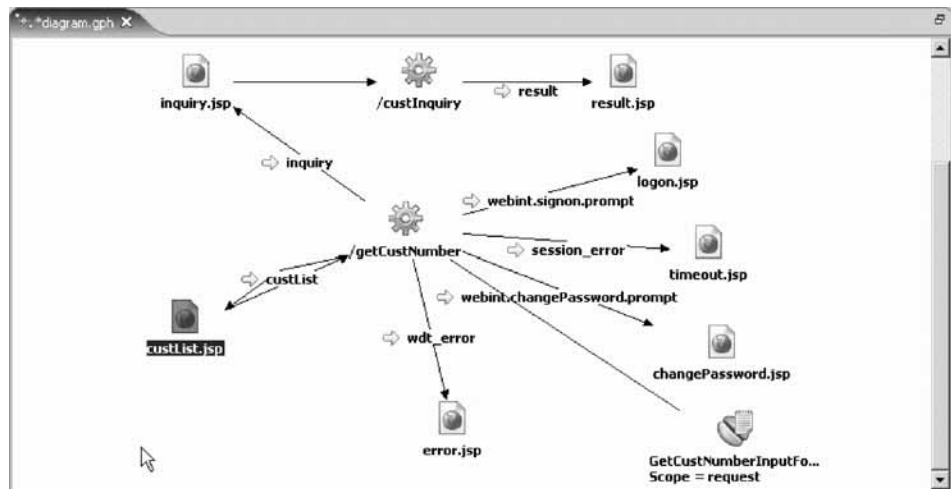 *diagram.gph
inquiry.jsp
/custInquiry
result
result.jsp
inquiry
logon.jsp
webint.signon.prompt
/getCustNumber
session_error
timeout.jsp
custList
webint.changePassword.prompt
custList.jsp
wdt_error
changePassword.jsp
error.jsp
GetCustNumberInputFo...
Scope = request